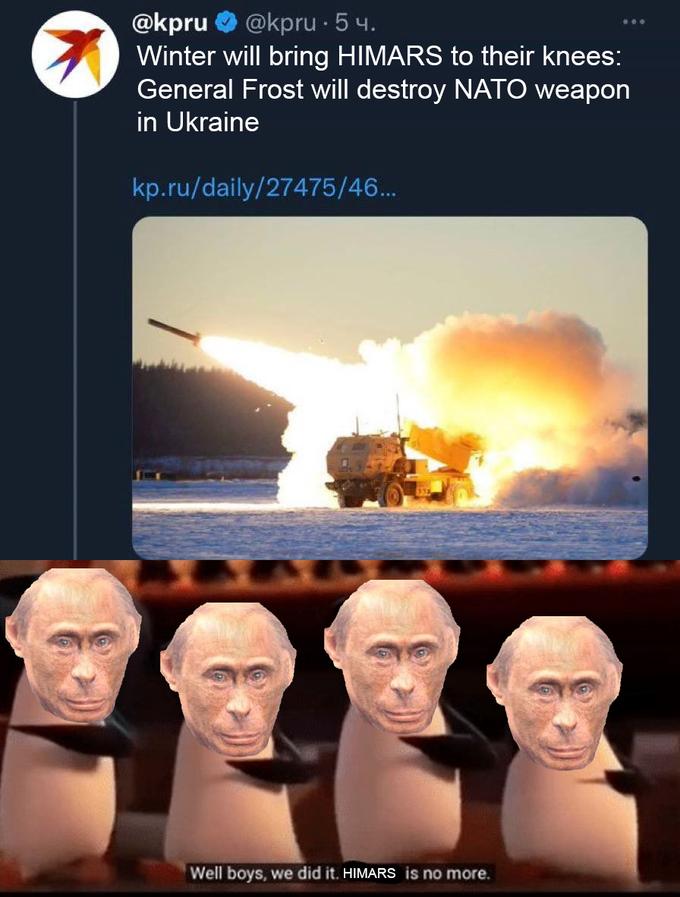 @kpru @kpru · 5 ч.
Winter will bring HIMARS to their knees:
General Frost will destroy NATO weapon
in Ukraine
kp.ru/daily/27475/46...
Well boys, we did it. HIMARS is no more.